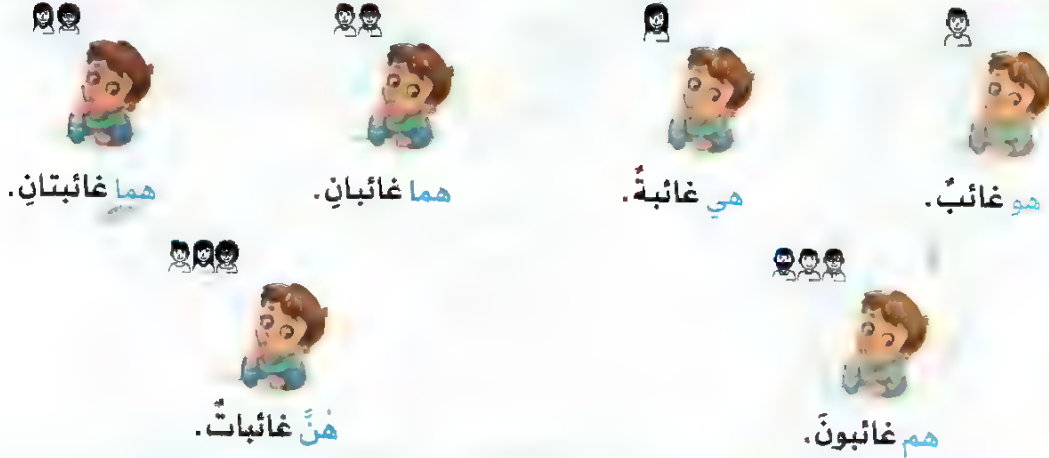 هو غائبٌ.
هي غائبةٌ.
هما غائبانِ.
هما غائبتانِ.
هم غائبونَ.
هُنَّ غائباتٌ.